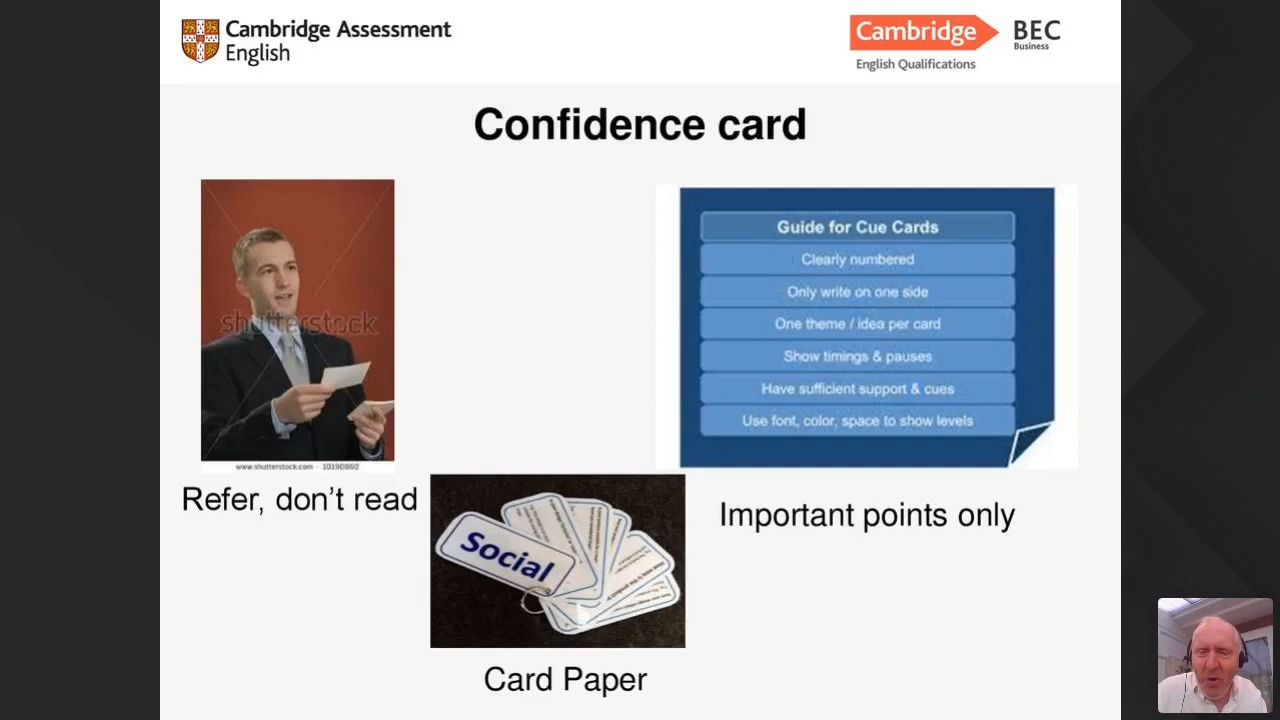 Cambridge Assessment
English
Cambridge
English Qualifications
BEC
Business
Confidence card
shutterstock
www.shutterstock.com · 10190860
Refer, don't read
Guide for Cue Cards
Clearly numbered
Only write on one side
One theme / idea per card
Show timings & pauses
Have sufficient support & cues
Use font, color, space to show levels
Important points only
Social
Card Paper